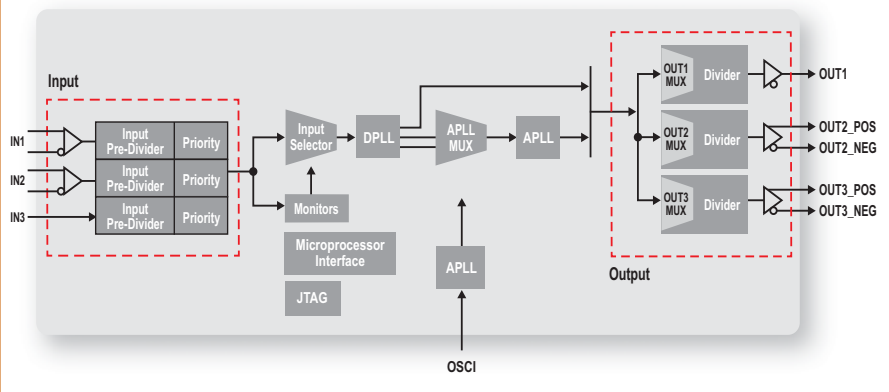 Input
IN1
IN2
IN3
Input
Pre-Divider
Priority
Input
Pre-Divider
Priority
Input
Pre-Divider
Priority
Input
Selector
Monitors
Microprocessor
Interface
JTAG
DPLL
APLL
MUX
APLL
APLL
OSCI
OUT1
MUX
Divider
OUT1
OUT2
MUX
Divider
OUT2_POS
OUT2_NEG
OUT3
MUX
Divider
OUT3_POS
OUT3_NEG
Output